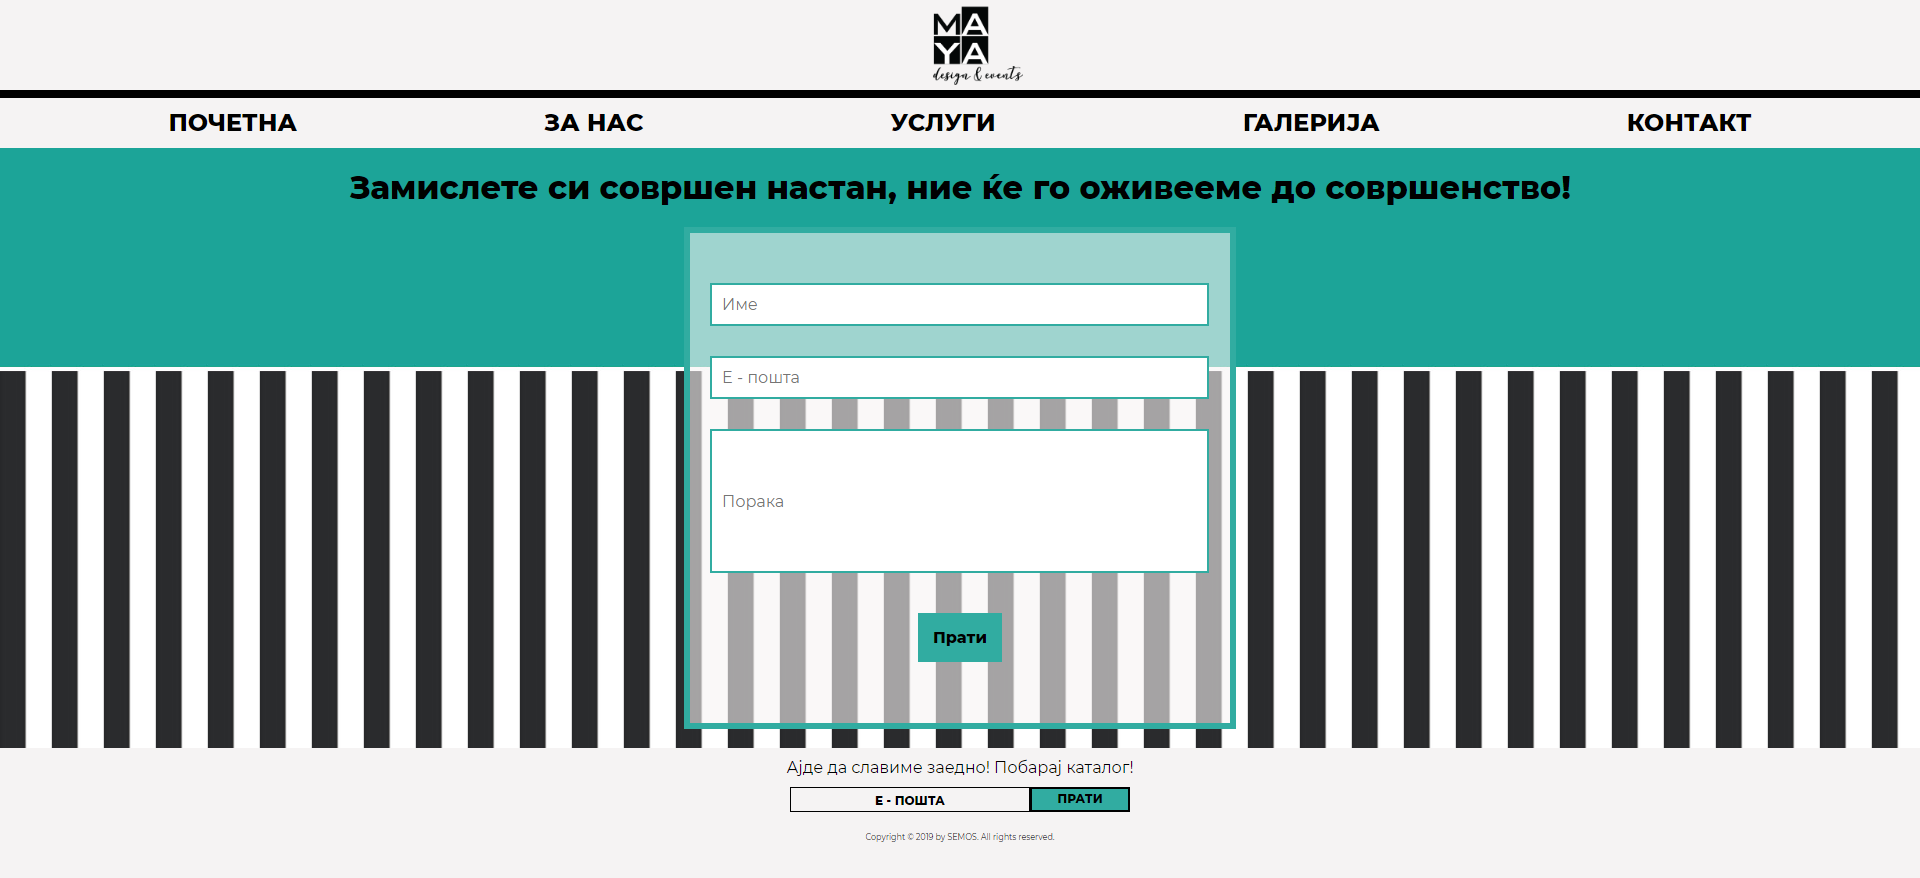 MA
YA
design & events
ПОЧЕТНА ЗА НАС УСЛУГИ ГАЛЕРИЈА КОНТАКТ
Замислете си совршен настан, ние ќе го оживееме до совршенство!
Име
Е - пошта
Порака
Прати
Ајде да славиме заедно! Побарај каталог!
Е - ПОШТА ПРАТИ
Copyright © 2019 by SEMOS. All rights reserved.